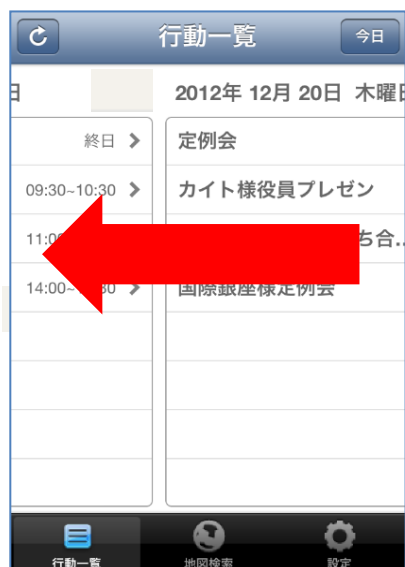 行動一覧
今日
日
2012年 12月 20日 木曜日
終日
定例会
09:30~10:30
カイト様役員プレゼン
11:0
ち合...
14:00~
30
国際銀座様定例会
行動一覧
地図検索
設定